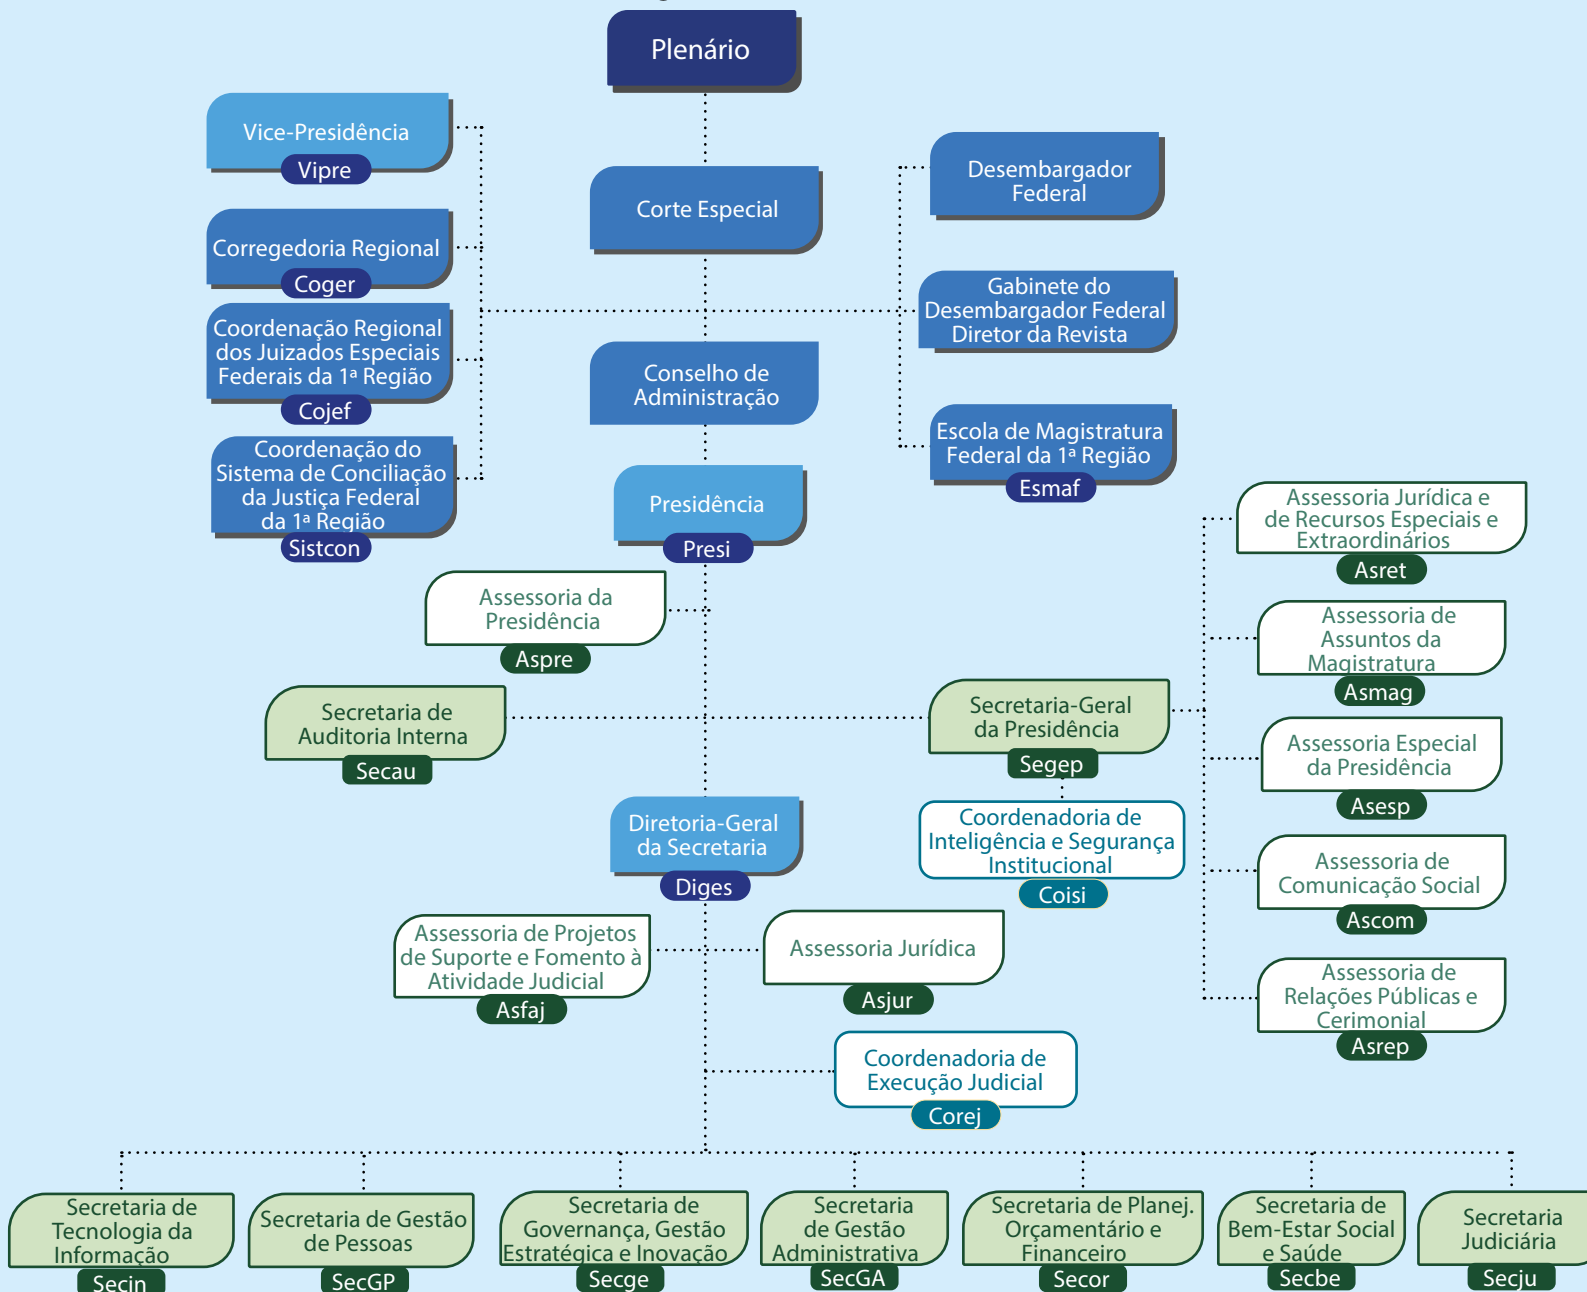 Plenário
Vice-Presidência
Vipre
Corte Especial
Desembargador
Federal
Corregedoria Regional
Coger
Gabinete do
Desembargador Federal
Diretor da Revista
Coordenação Regional
dos Juizados Especiais
Federais da 1ª Região
Cojef
Conselho de
Administração
Escola de Magistratura
Federal da 1ª Região
Esmaf
Coordenação do
Sistema de Conciliação
da Justiça Federal
da 1ª Região
Sistcon
Presidência
Presi
Assessoria Jurídica e
de Recursos Especiais e
Extraordinários
Asret
Assessoria da
Presidência
Aspre
Assessoria de
Assuntos da
Magistratura
Asmag
Secretaria de
Auditoria Interna
Secau
Secretaria-Geral
da Presidência
Segep
Assessoria Especial
da Presidência
Asesp
Diretoria-Geral
da Secretaria
Diges
Coordenadoria de
Inteligência e Segurança
Institucional
Coisi
Assessoria de
Comunicação Social
Ascom
Assessoria de Projetos
de Suporte e Fomento à
Atividade Judicial
Asfaj
Assessoria Jurídica
Asjur
Assessoria de
Relações Públicas e
Cerimonial
Asrep
Coordenadoria de
Execução Judicial
Corej
Secretaria de
Tecnologia da
Informação
Secin
Secretaria de Gestão
de Pessoas
SecGP
Secretaria de
Governança, Gestão
Estratégica e Inovação
Secge
Secretaria
de Gestão
Administrativa
SecGA
Secretaria de Planej.
Orçamentário e
Financeiro
Secor
Secretaria de
Bem-Estar Social
e Saúde
Secbe
Secretaria
Judiciária
Secju